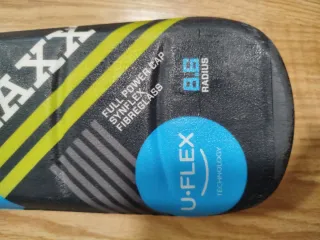 AXX
FULL POWER CAP
SYNFLEX
FIBREGLASS
8.6
RADIUS
U·FLEX
TECHNOLOGY